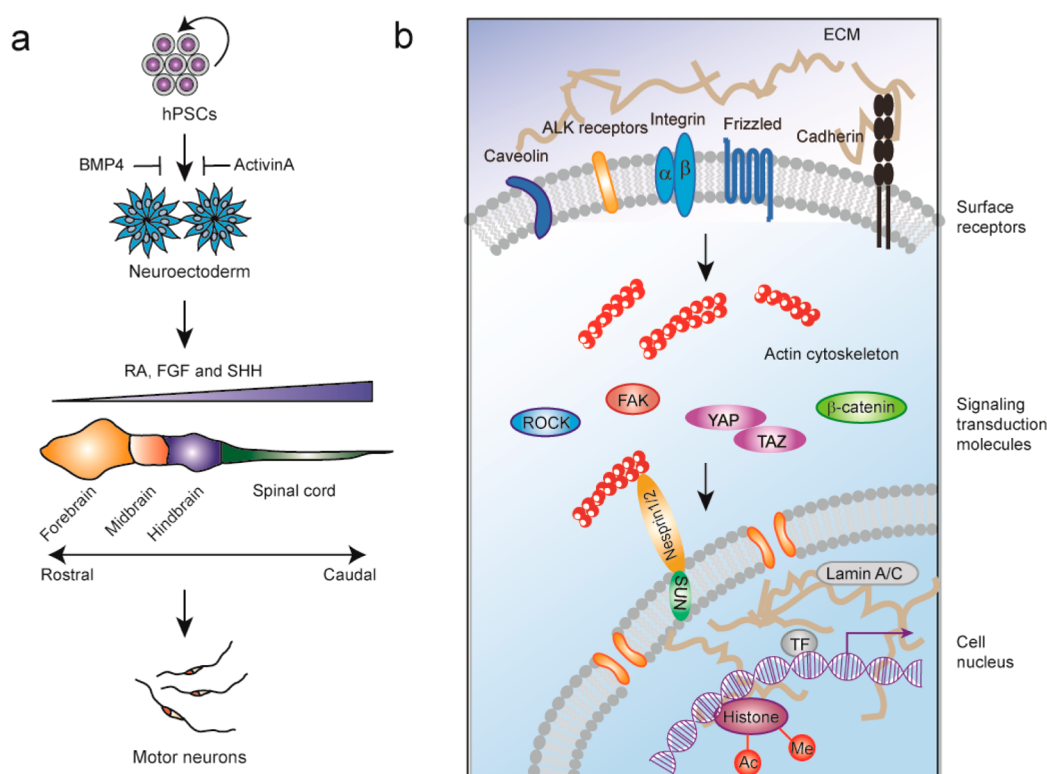 a
hPSCs
BMP4
ActivinA
Neuroectoderm
RA, FGF and SHH
Forebrain
Midbrain
Hindbrain
Spinal cord
Rostral
Caudal
Motor neurons
b
ECM
Caveolin
ALK receptors
Integrin
α
β
Frizzled
Cadherin
Surface
receptors
Actin cytoskeleton
ROCK
FAK
YAP
TAZ
β-catenin
Signaling
transduction
molecules
Nesprin1/2
SUN
Lamin A/C
TF
Cell
nucleus
Histone
Ac
Me